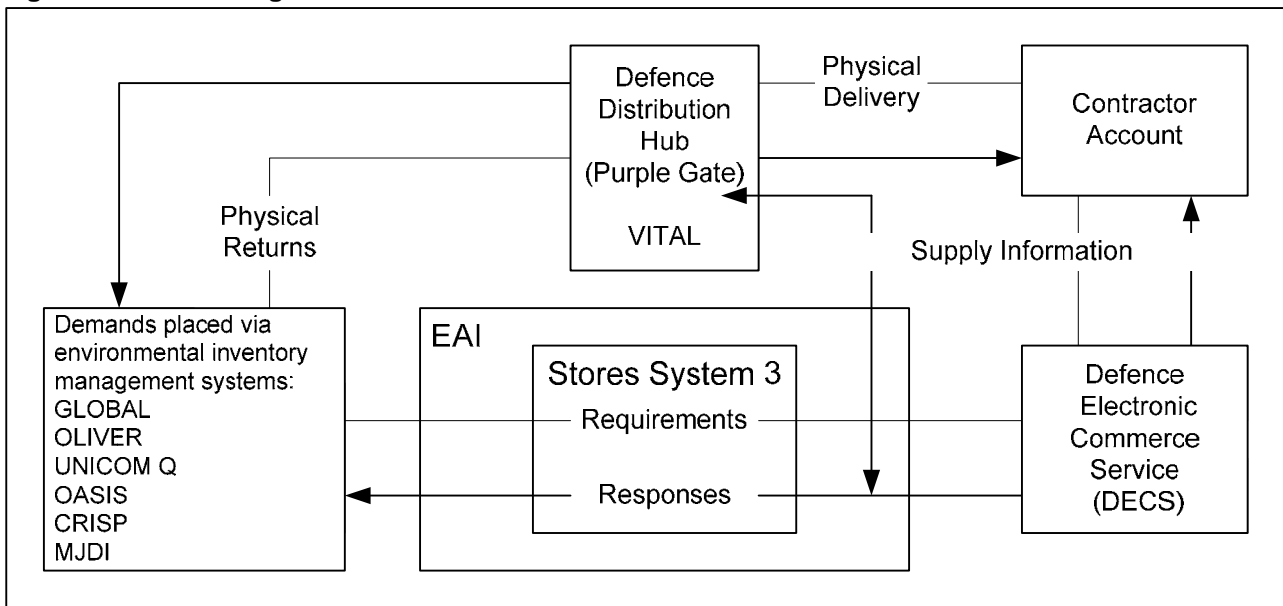 Defence
Distribution
Hub
(Purple Gate)
VITAL
Physical
Delivery
Contractor
Account
Physical
Returns
Supply Information
Demands placed via
environmental inventory
management systems:
GLOBAL
OLIVER
UNICOM Q
OASIS
CRISP
MJDI
EAI
Stores System 3
Requirements
Responses
Defence
Electronic
Commerce
Service
(DECS)